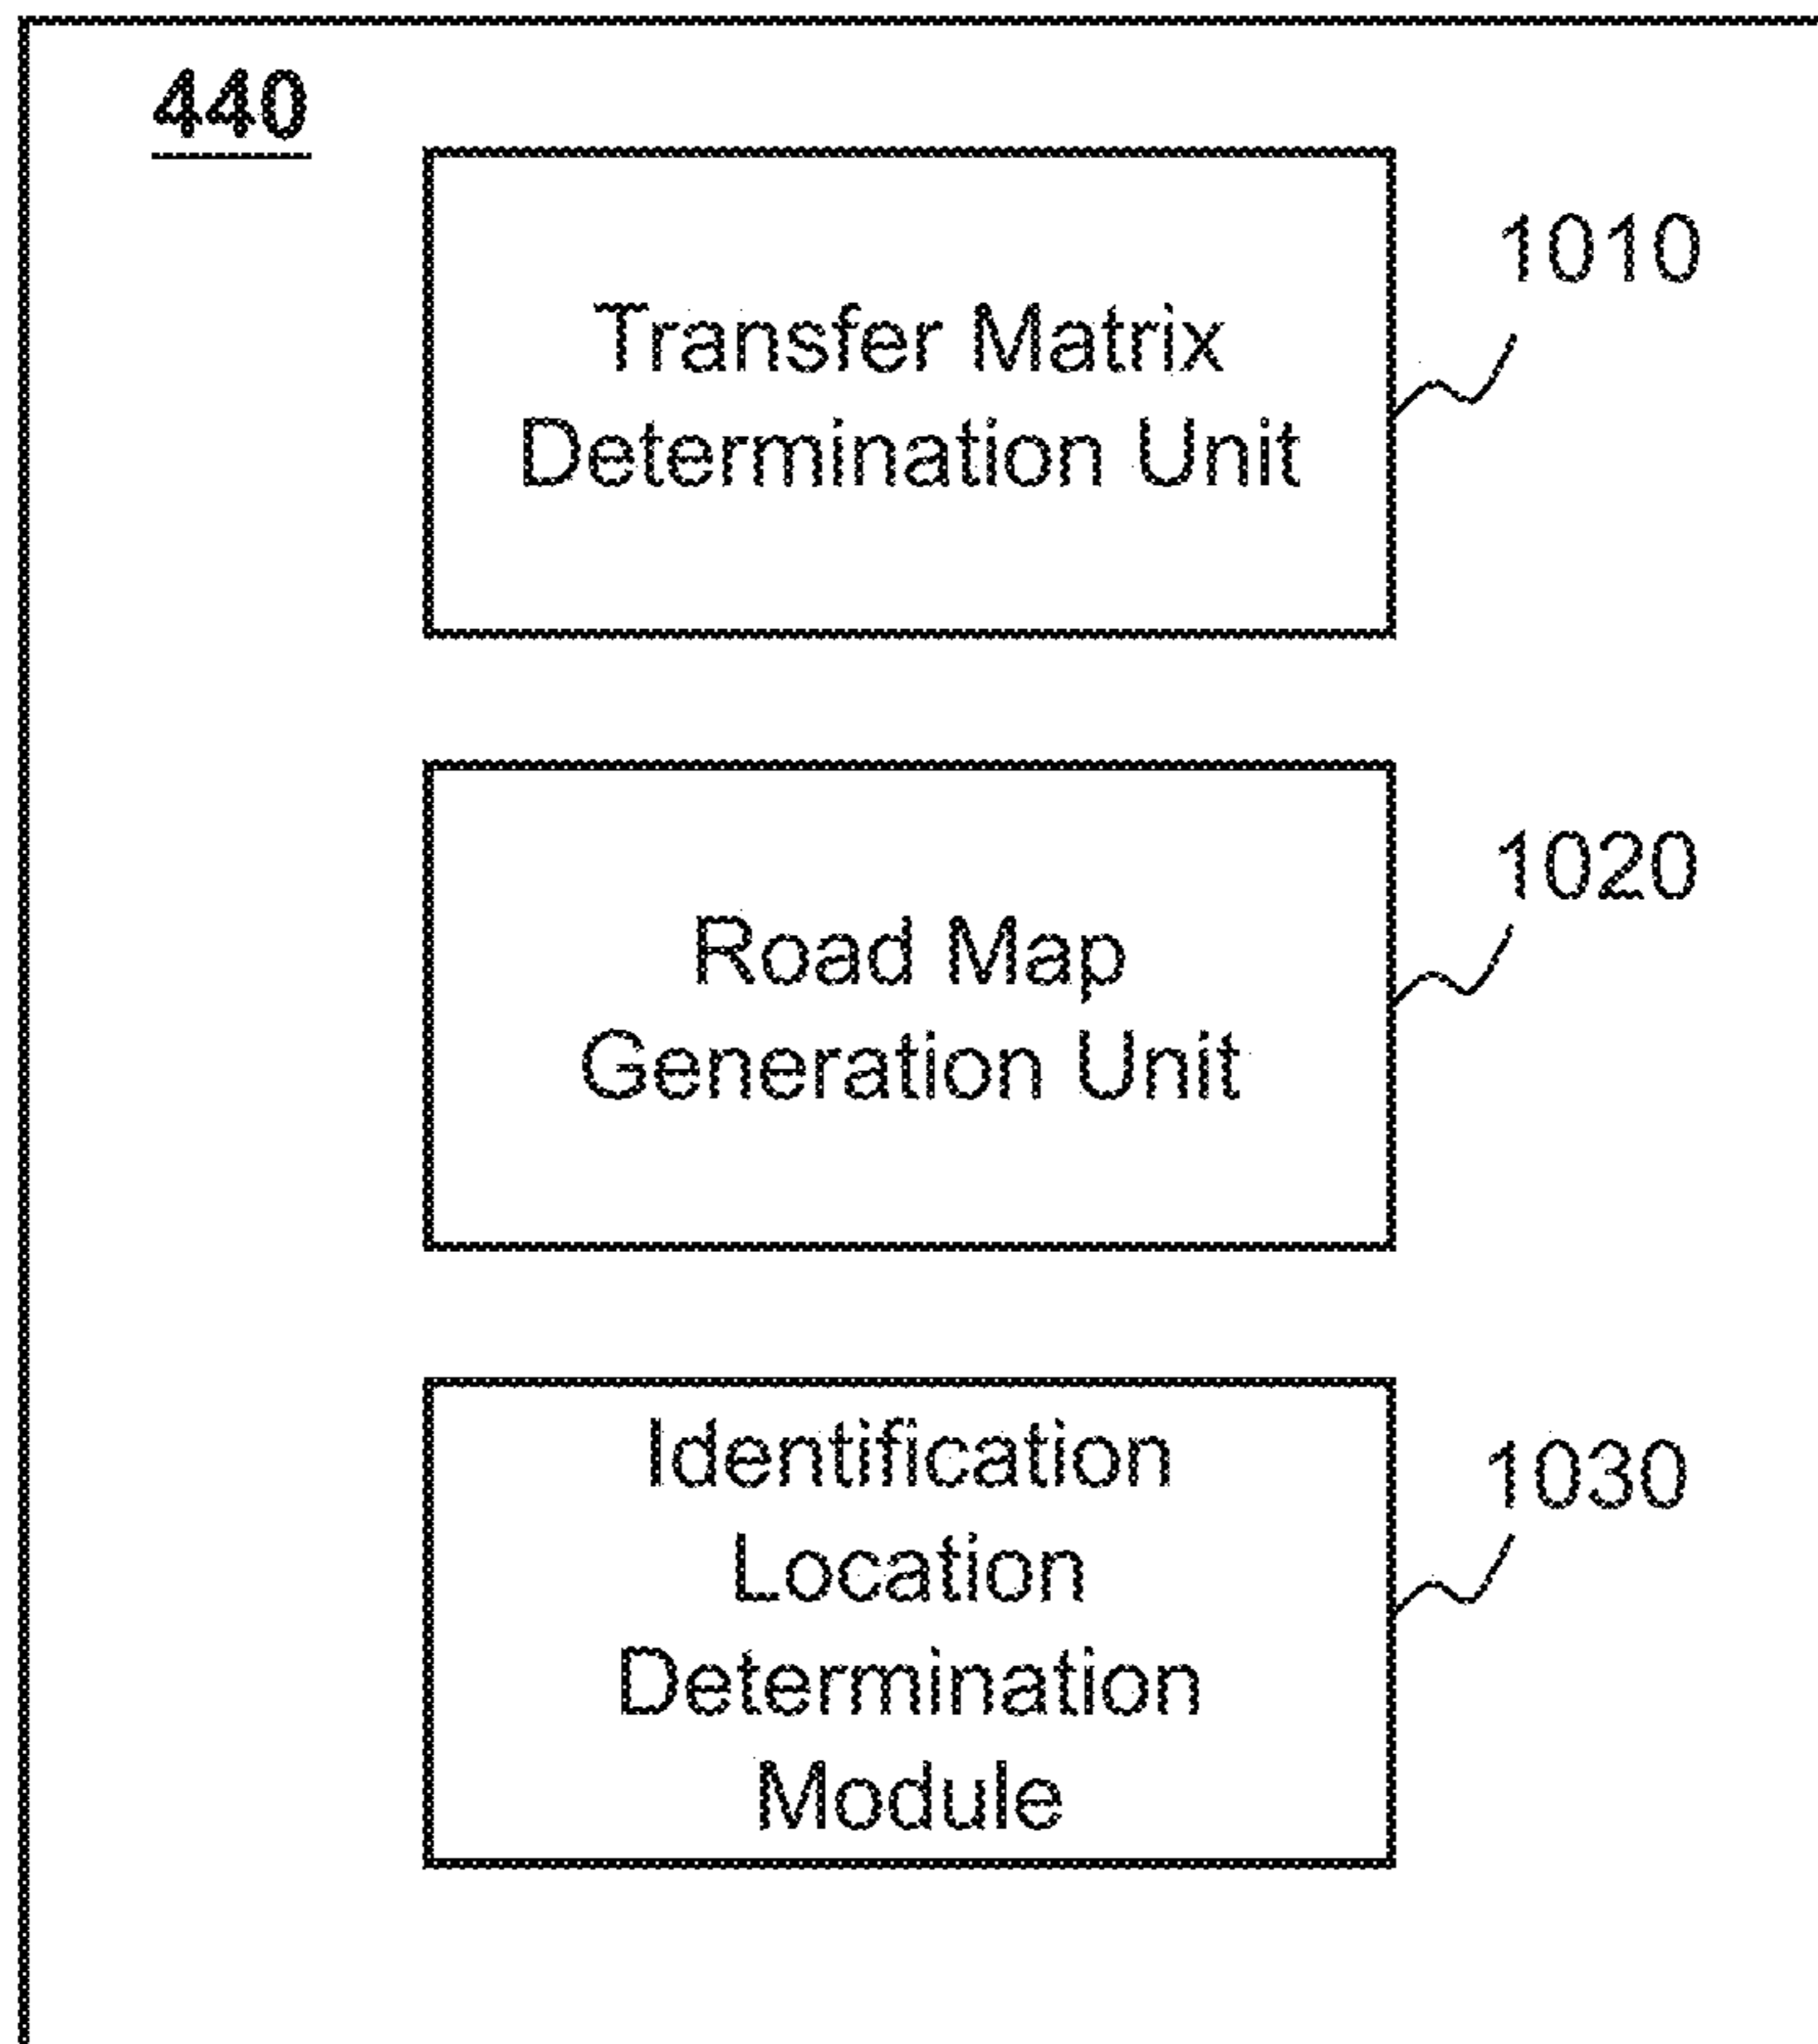 440
Transfer Matrix
Determination Unit
1010
Road Map
Generation Unit
1020
Identification
Location
Determination
Module
1030